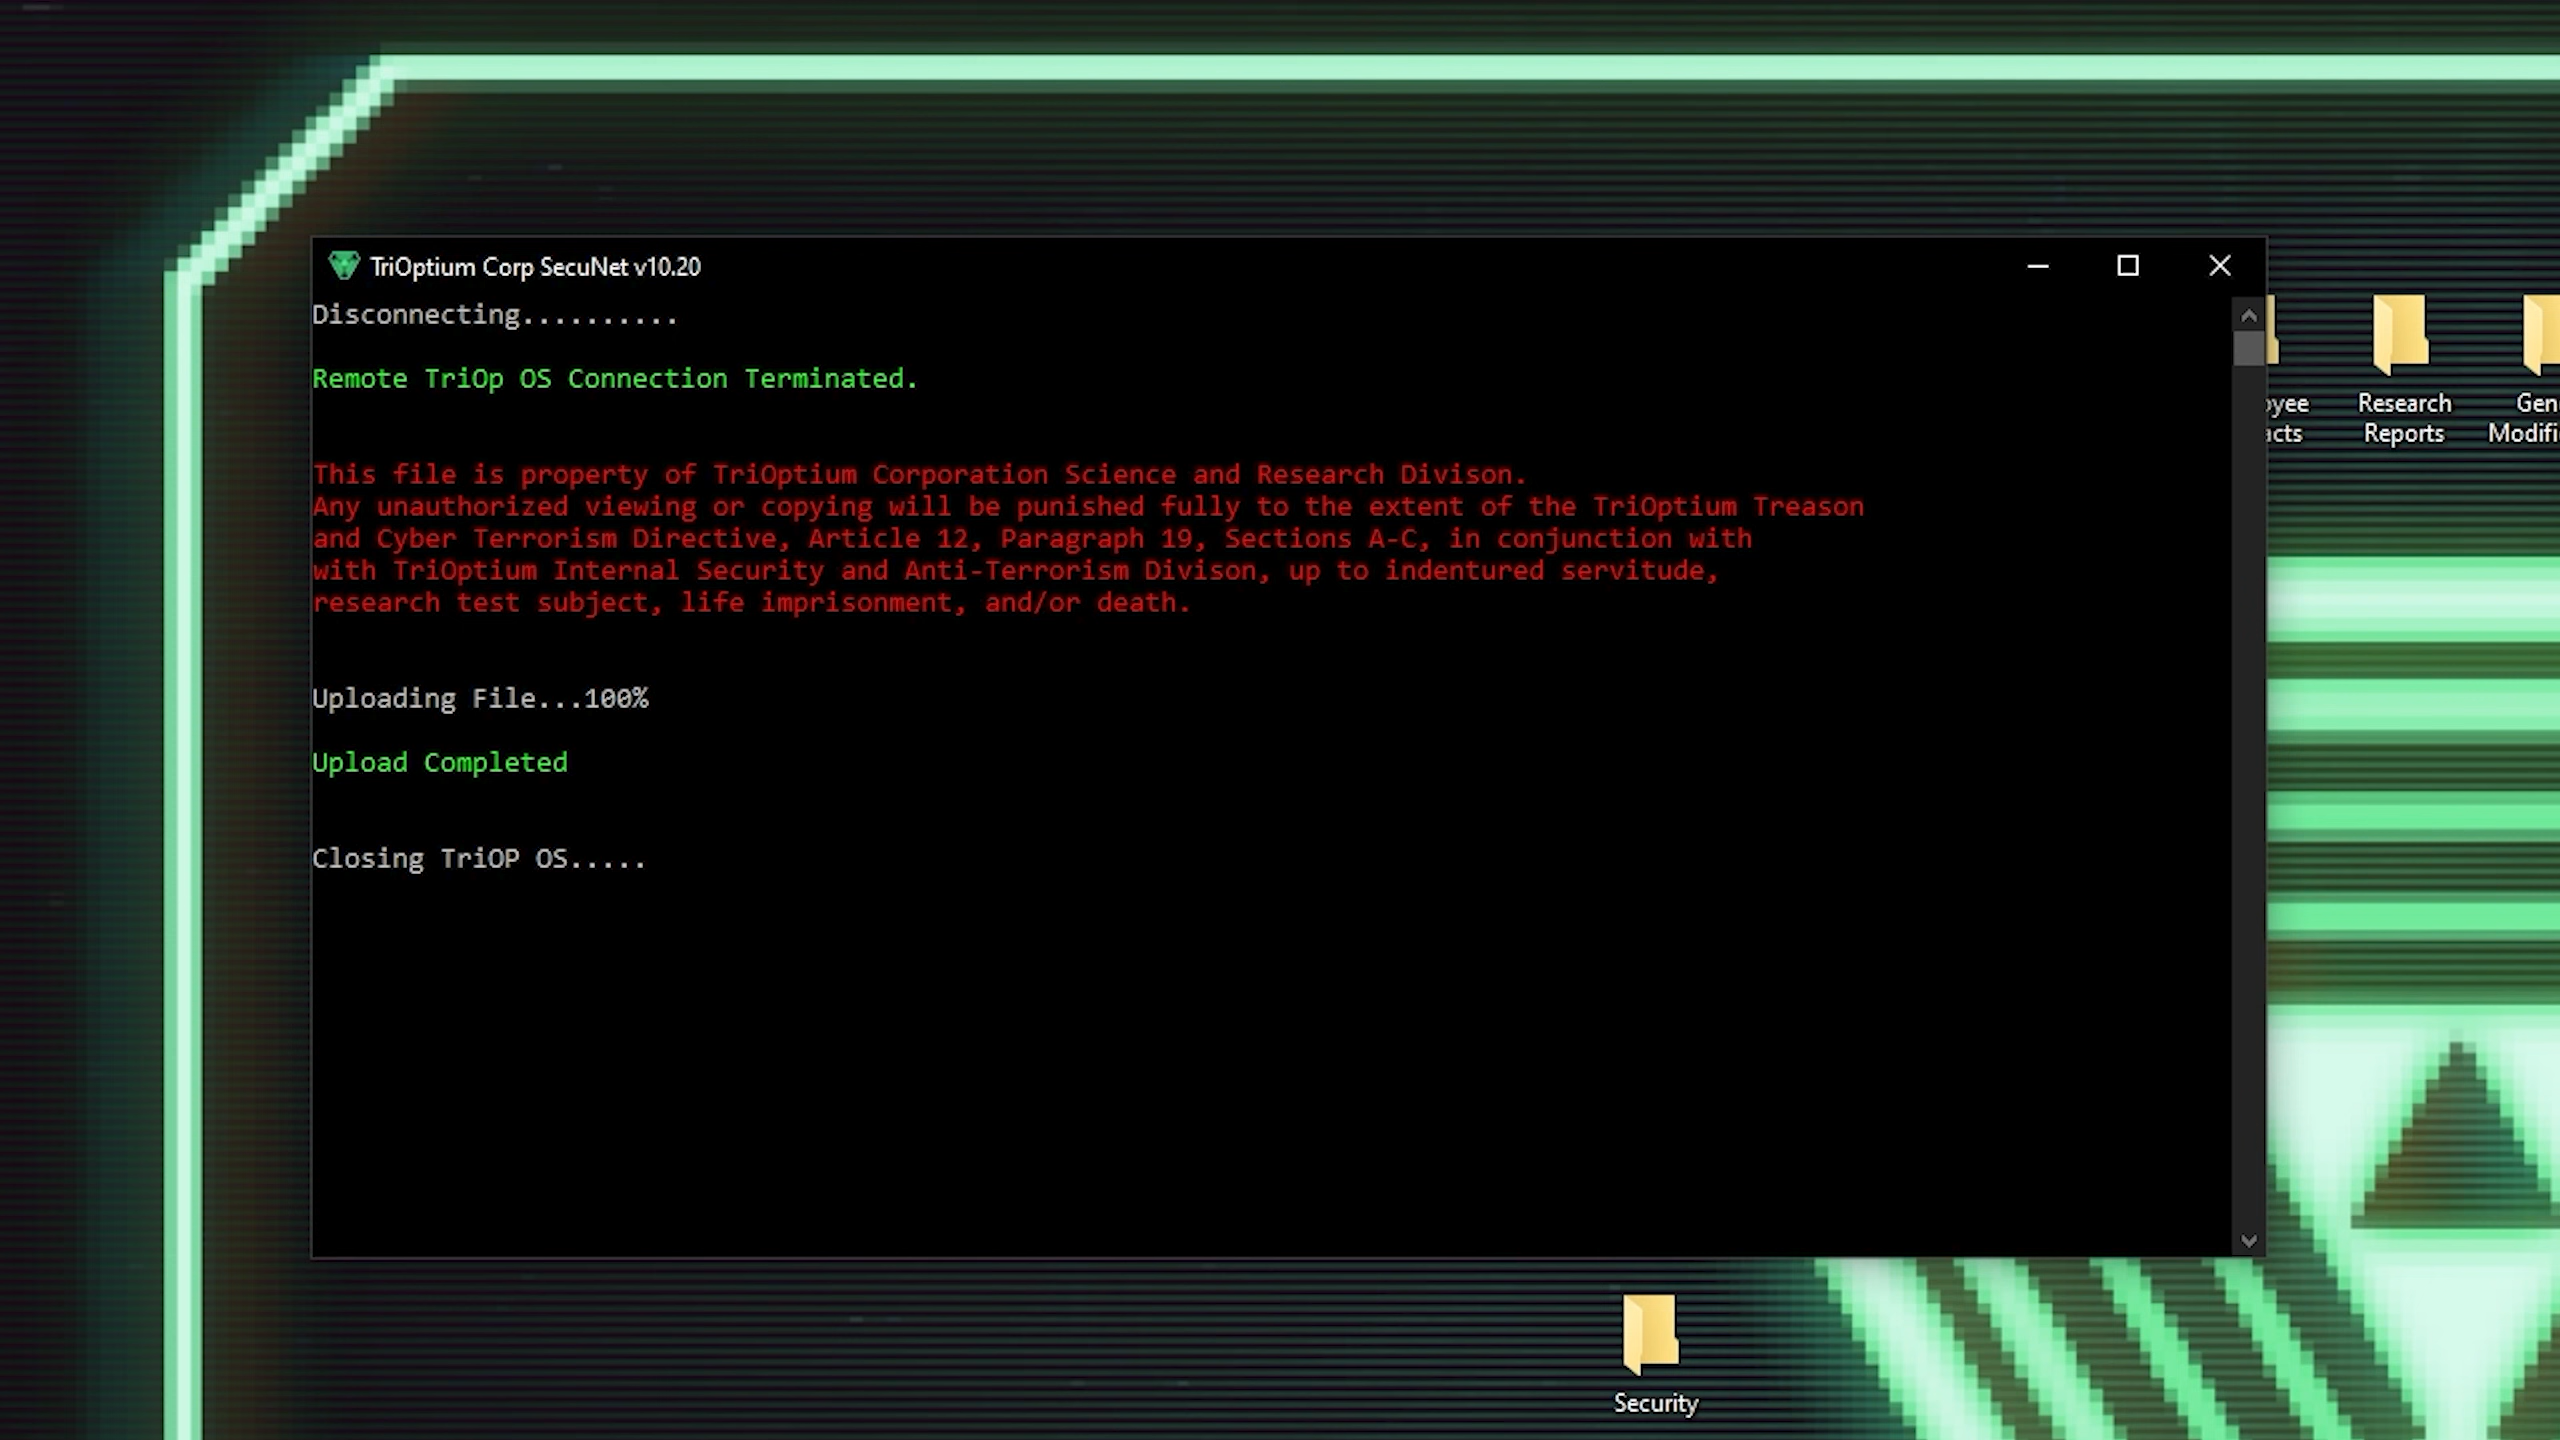 TriOptium Corp SecuNet v10.20
Disconnecting..........
Remote TriOp OS Connection Terminated.
This file is property of TriOptium Corporation Science and Research Divison.
Any unauthorized viewing or copying will be punished fully to the extent of the TriOptium Treason
and Cyber Terrorism Directive, Article 12, Paragraph 19, Sections A-C, in conjunction with
with TriOptium Internal Security and Anti-Terrorism Divison, up to indentured servitude,
research test subject, life imprisonment, and/or death.
Uploading File...100%
Upload Completed
Closing TriOP OS.....
Research
Reports
Security